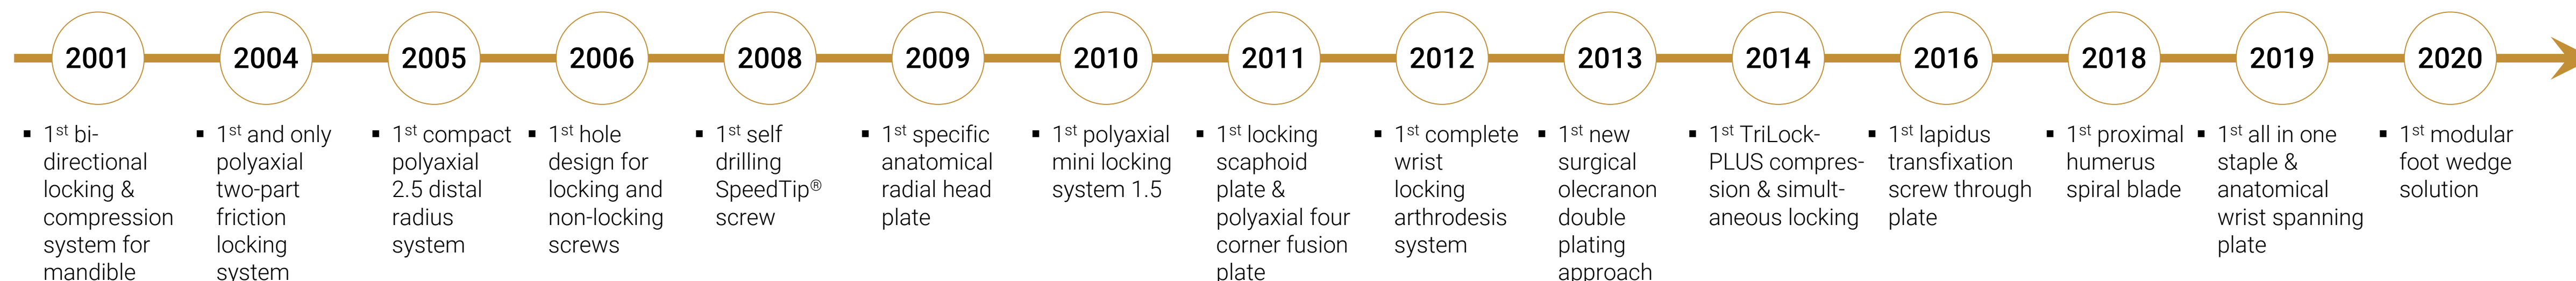 2001 2004 2005 2006 2008 2009 2010 2011 2012 2013 2014 2016 2018 2019 2020
▪ 1st bi-
directional
locking &
compression
system for
mandible
▪ 1st and only
polyaxial
two-part
friction
locking
system
▪ 1st compact
polyaxial
2.5 distal
radius
system
▪ 1st hole
design for
locking and
non-locking
screws
▪ 1st self
drilling
SpeedTip®
screw
▪ 1st specific
anatomical
radial head
plate
▪ 1st polyaxial
mini locking
system 1.5
▪ 1st locking
scaphoid
plate &
polyaxial four
corner fusion
plate
▪ 1st complete
wrist
locking
arthrodesis
system
▪ 1st new
surgical
olecranon
double
plating
approach
▪ 1st TriLock-
PLUS compres-
sion & simult-
aneous locking
▪ 1st lapidus
transfixation
screw through
plate
▪ 1st proximal
humerus
spiral blade
▪ 1st all in one
staple &
anatomical
wrist spanning
plate
▪ 1st modular
foot wedge
solution